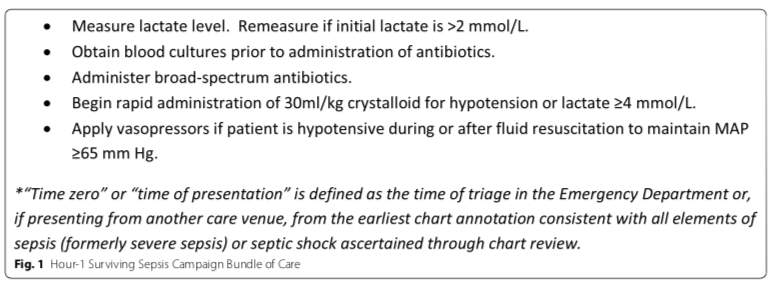 • Measure lactate level.  Remeasure if initial lactate is >2 mmol/L.
• Obtain blood cultures prior to administration of antibiotics.
• Administer broad-spectrum antibiotics.
• Begin rapid administration of 30ml/kg crystalloid for hypotension or lactate ≥4 mmol/L.
• Apply vasopressors if patient is hypotensive during or after fluid resuscitation to maintain MAP
≥65 mm Hg.
*“Time zero” or “time of presentation” is defined as the time of triage in the Emergency Department or,
if presenting from another care venue, from the earliest chart annotation consistent with all elements of
sepsis (formerly severe sepsis) or septic shock ascertained through chart review.
Fig. 1  Hour-1 Surviving Sepsis Campaign Bundle of Care